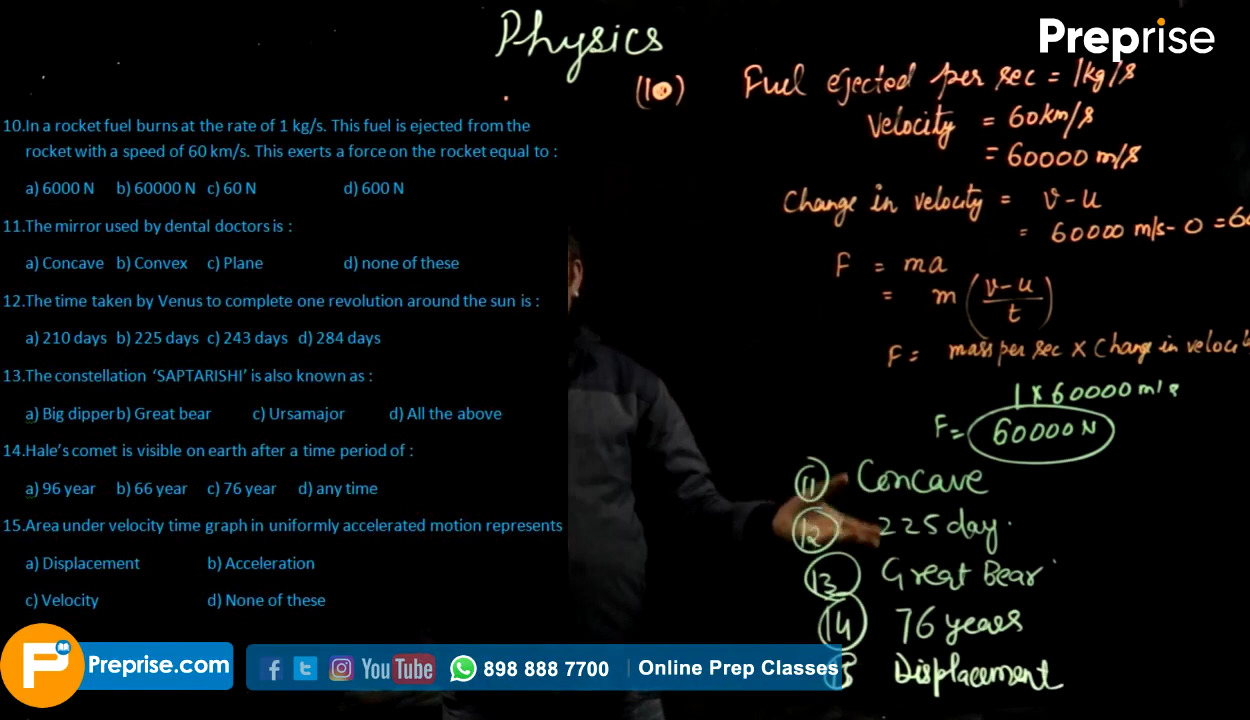 Physics
Preprise
10.In a rocket fuel burns at the rate of 1 kg/s. This fuel is ejected from the
rocket with a speed of 60 km/s. This exerts a force on the rocket equal to :
a) 6000 N b) 60000 N c) 60 N d) 600 N
11.The mirror used by dental doctors is :
a) Concave b) Convex c) Plane d) none of these
12.The time taken by Venus to complete one revolution around the sun is :
a) 210 days b) 225 days c) 243 days d) 284 days
13.The constellation ‘SAPTARISHI’ is also known as :
a) Big dipper b) Great bear c) Ursamajor d) All the above
14.Hale’s comet is visible on earth after a time period of :
a) 96 year b) 66 year c) 76 year d) any time
15.Area under velocity time graph in uniformly accelerated motion represents
a) Displacement b) Acceleration
c) Velocity d) None of these
(10) Fuel ejected per sec = 1kg/s
Velocity = 60km/s
= 60000 m/s
Change in velocity = v - u
= 60000 m/s - 0 = 60
F = ma
= m (v-u/t)
F = mass per sec x Change in
1 x 60000 m/s
F = 60000 N
11 Concave
12 225 day.
13 Great Bear
14 76 years
Displacement
Preprise.com
YouTube 898 888 7700 | Online Prep Classes